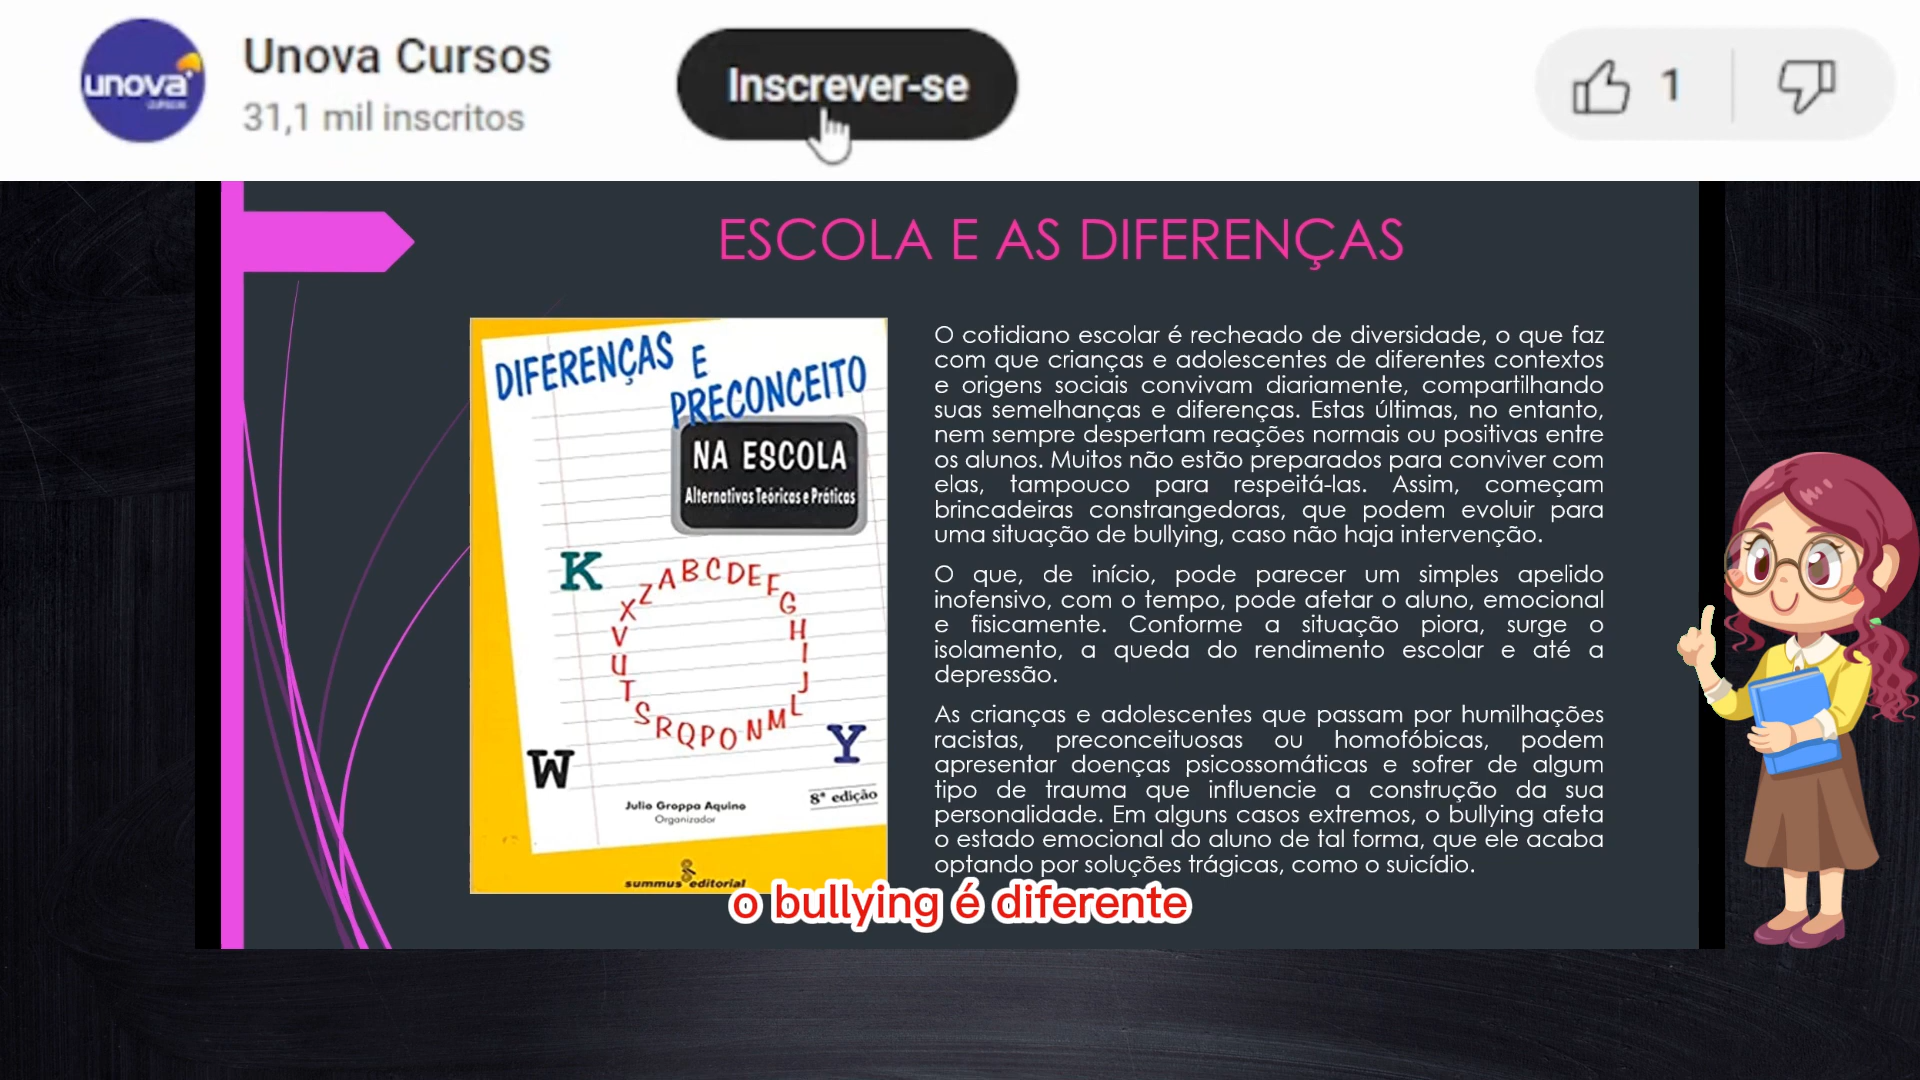 unova
cursos
Unova Cursos
31,1 mil inscritos
Inscrever-se
1
ESCOLA E AS DIFERENÇAS
DIFERENÇAS E
PRECONCEITO
NA ESCOLA
Alternativas Teóricas e Práticas
K
A B C D E F G H I J L M N O P Q R S T U V X Z
W
Y
Julio Groppa Aquino
Organizador
8ª edição
summus editorial
O cotidiano escolar é recheado de diversidade, o que faz
com que crianças e adolescentes de diferentes contextos
e origens sociais convivam diariamente, compartilhando
suas semelhanças e diferenças. Estas últimas, no entanto,
nem sempre despertam reações normais ou positivas entre
os alunos. Muitos não estão preparados para conviver com
elas, tampouco para respeitá-las. Assim, começam
brincadeiras constrangedoras, que podem evoluir para
uma situação de bullying, caso não haja intervenção.
O que, de início, pode parecer um simples apelido
inofensivo, com o tempo, pode afetar o aluno, emocional
e fisicamente. Conforme a situação piora, surge o
isolamento, a queda do rendimento escolar e até a
depressão.
As crianças e adolescentes que passam por humilhações
racistas, preconceituosas ou homofóbicas, podem
apresentar doenças psicossomáticas e sofrer de algum
tipo de trauma que influencie a construção da sua
personalidade. Em alguns casos extremos, o bullying afeta
o estado emocional do aluno de tal forma, que ele acaba
optando por soluções trágicas, como o suicídio.
o bullying é diferente